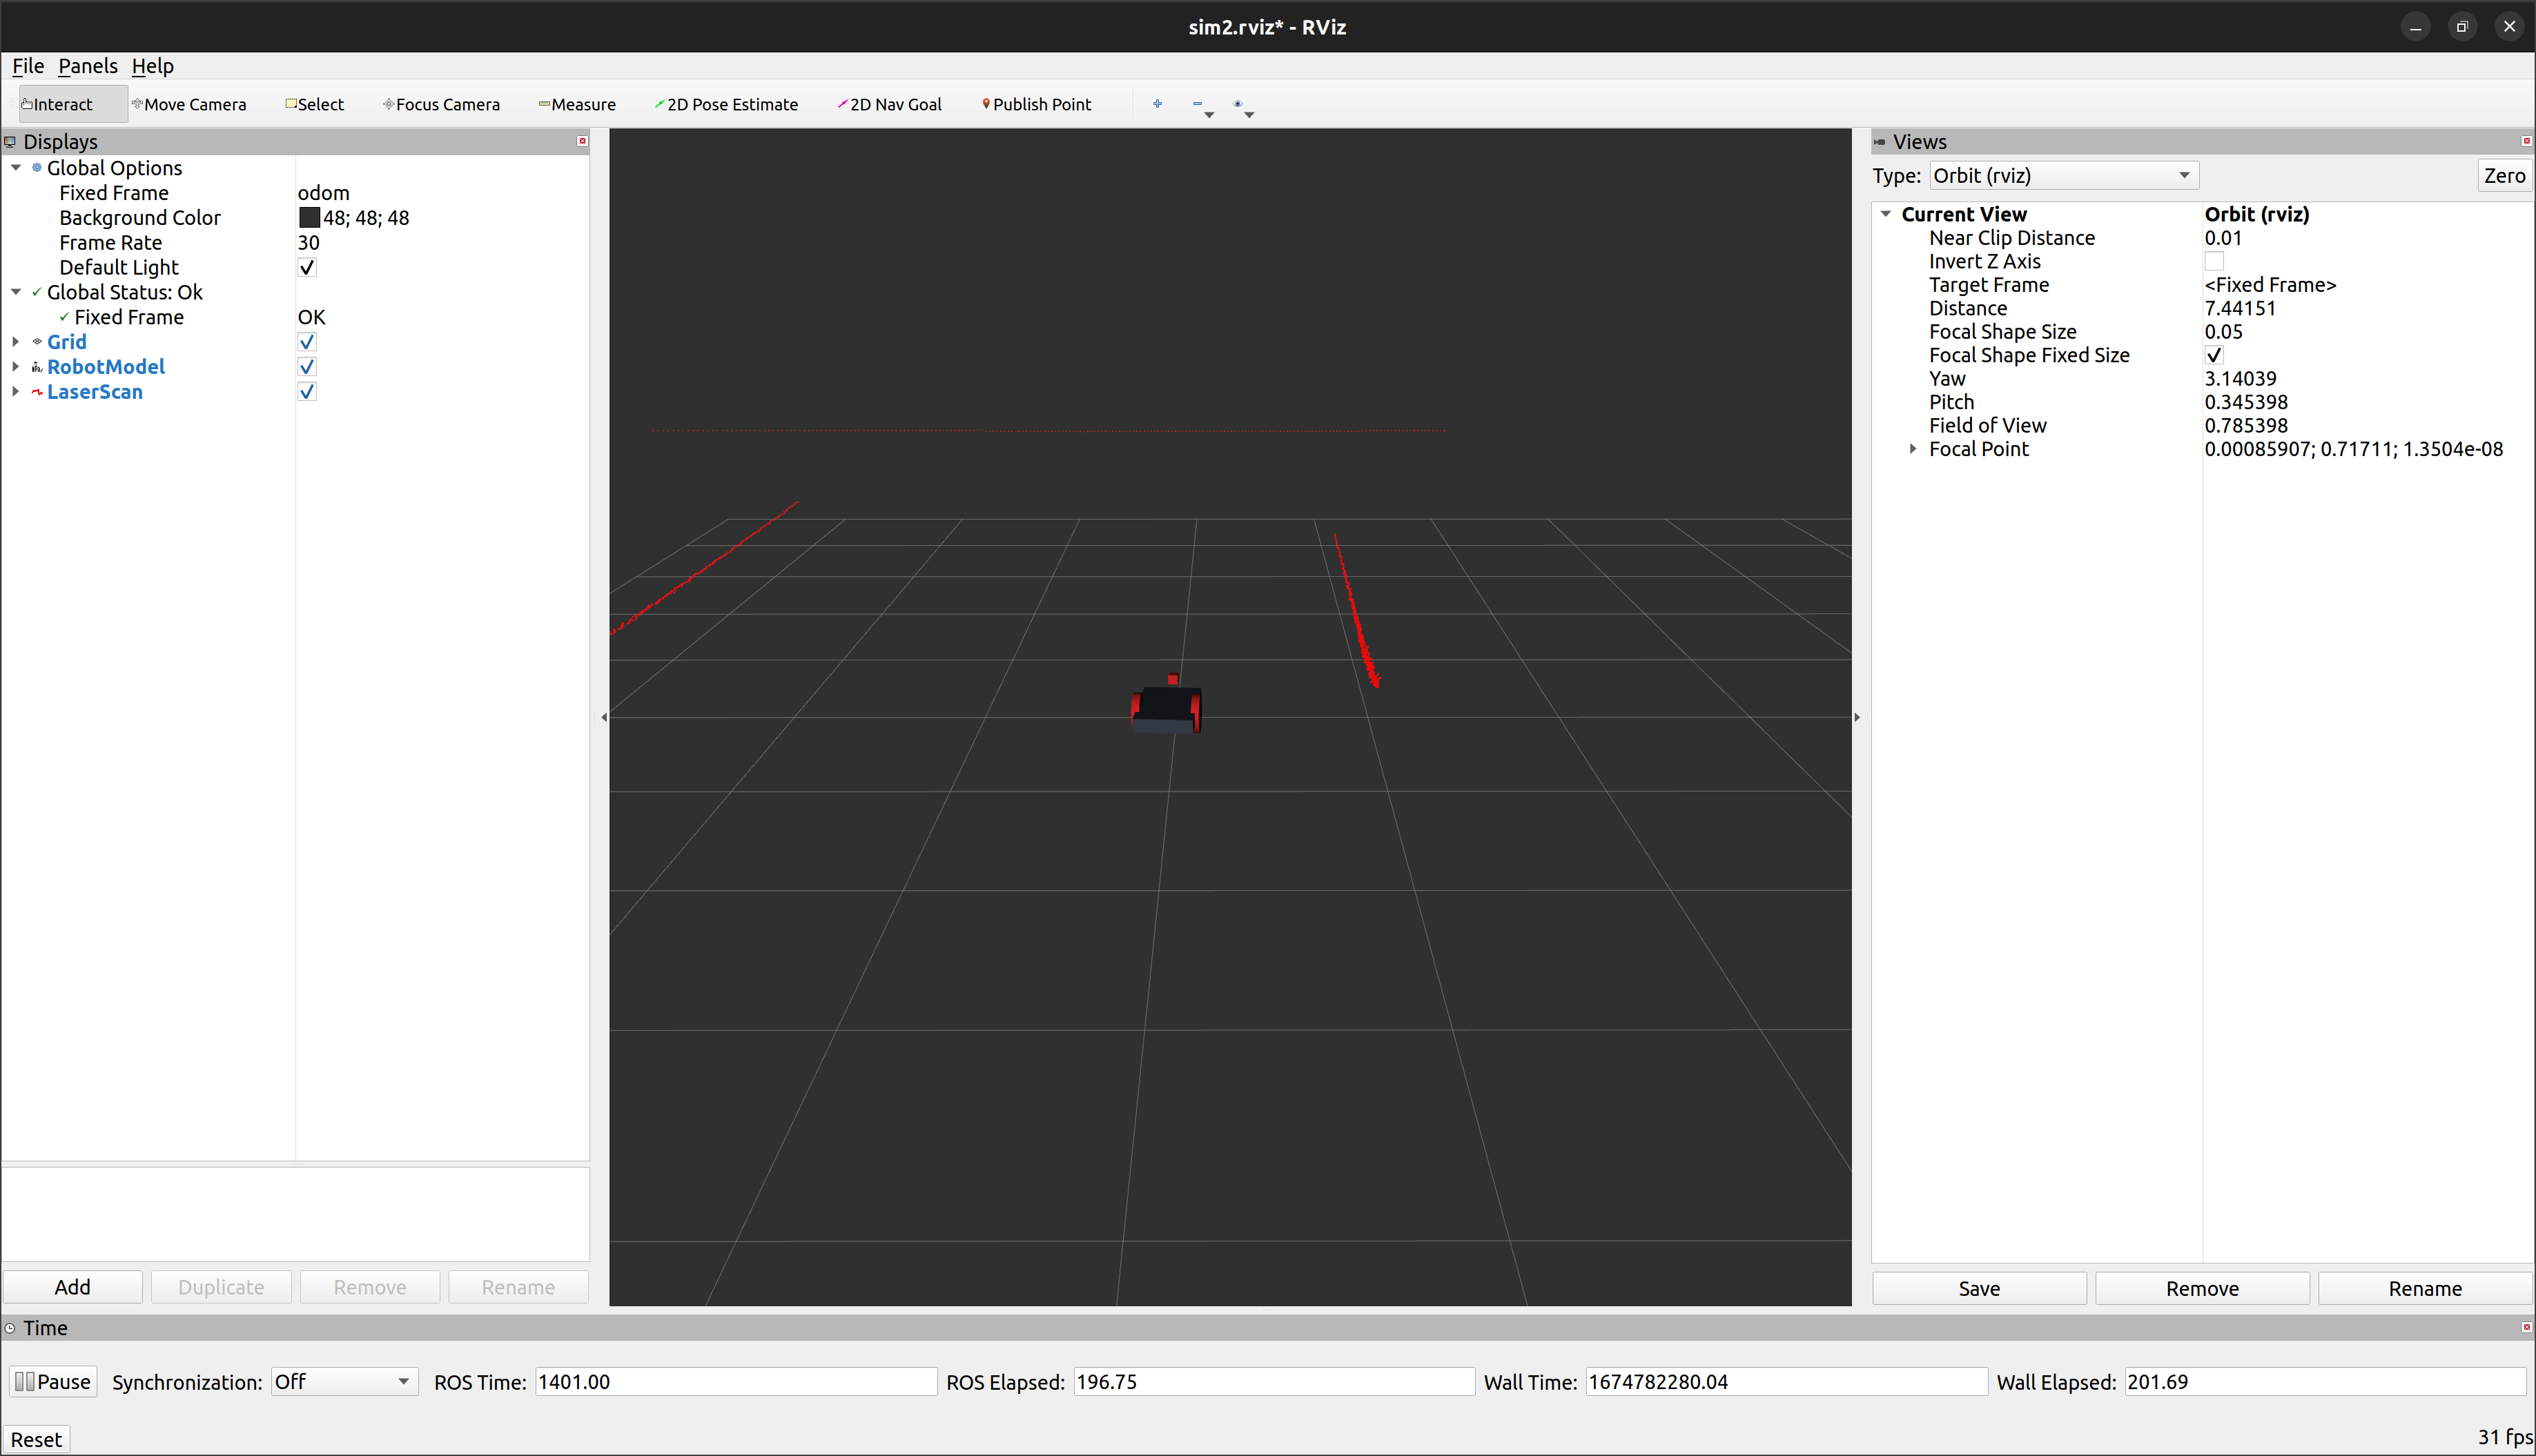 sim2.rviz* - RViz
File Panels Help
Interact Move Camera Select Focus Camera Measure 2D Pose Estimate 2D Nav Goal Publish Point
Displays
Global Options
Fixed Frame odom
Background Color 48; 48; 48
Frame Rate 30
Default Light
Global Status: Ok
Fixed Frame OK
Grid
RobotModel
LaserScan
Add Duplicate Remove Rename
Views
Type: Orbit (rviz) Zero
Current View Orbit (rviz)
Near Clip Distance 0.01
Invert Z Axis
Target Frame <Fixed Frame>
Distance 7.44151
Focal Shape Size 0.05
Focal Shape Fixed Size
Yaw 3.14039
Pitch 0.345398
Field of View 0.785398
Focal Point 0.00085907; 0.71711; 1.3504e-08
Save Remove Rename
Time
Pause Synchronization: Off ROS Time: 1401.00 ROS Elapsed: 196.75 Wall Time: 1674782280.04 Wall Elapsed: 201.69
Reset 31 fps